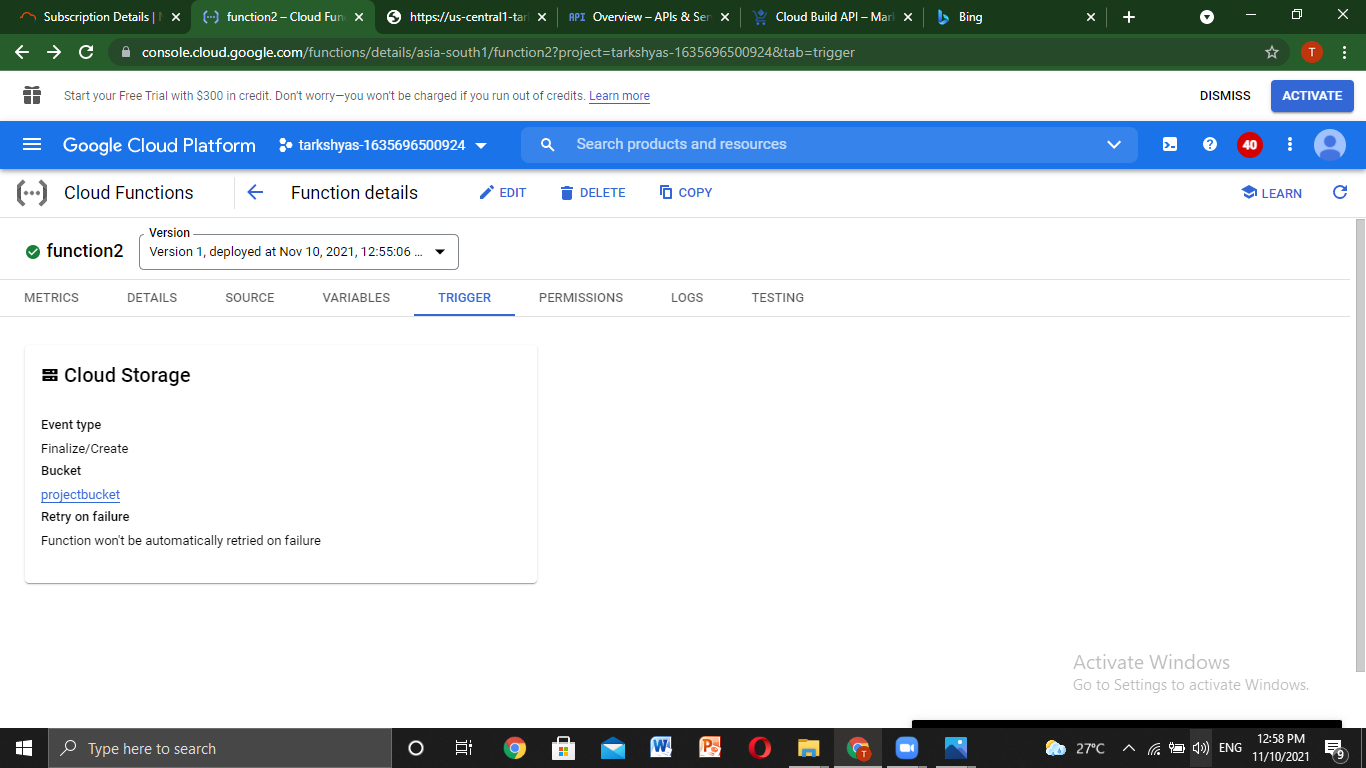 Subscription Details |
function2 – Cloud Fun
https://us-central1-tar
API Overview – APIs & Ser
Cloud Build API – Mar
Bing
console.cloud.google.com/functions/details/asia-south1/function2?project=tarkshyas-1635696500924&tab=trigger
T
Start your Free Trial with $300 in credit. Don't worry—you won't be charged if you run out of credits. Learn more
DISMISS
ACTIVATE
Google Cloud Platform
tarkshyas-1635696500924
Search products and resources
40
Cloud Functions
Function details
EDIT
DELETE
COPY
LEARN
function2
Version
Version 1, deployed at Nov 10, 2021, 12:55:06 ...
METRICS
DETAILS
SOURCE
VARIABLES
TRIGGER
PERMISSIONS
LOGS
TESTING
Cloud Storage
Event type
Finalize/Create
Bucket
projectbucket
Retry on failure
Function won't be automatically retried on failure
Activate Windows
Go to Settings to activate Windows.
Type here to search
27°C
ENG
12:58 PM
11/10/2021
9